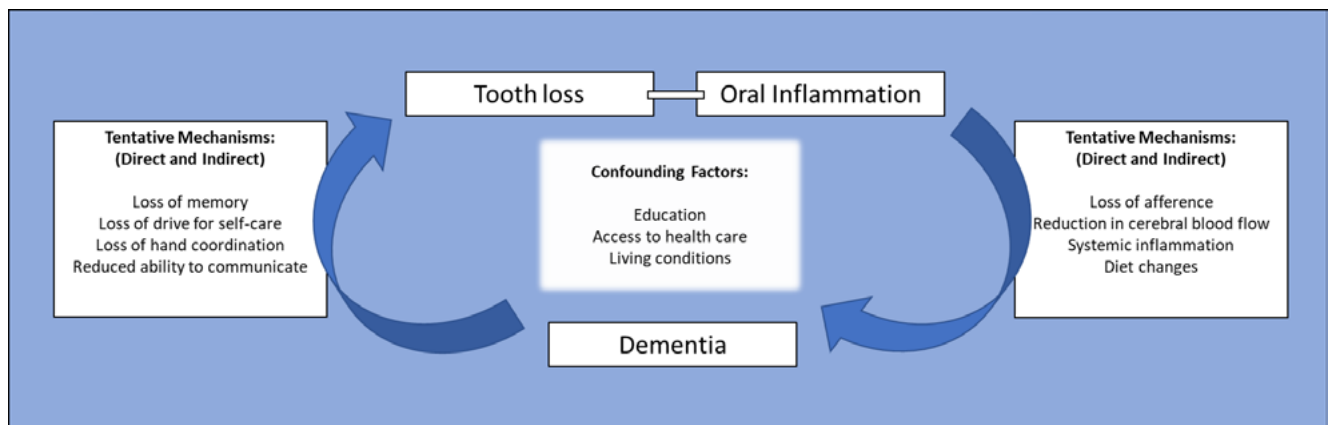 Tooth loss
Oral Inflammation
Tentative Mechanisms:
(Direct and Indirect)
Loss of memory
Loss of drive for self-care
Loss of hand coordination
Reduced ability to communicate
Confounding Factors:
Education
Access to health care
Living conditions
Tentative Mechanisms:
(Direct and Indirect)
Loss of afference
Reduction in cerebral blood flow
Systemic inflammation
Diet changes
Dementia